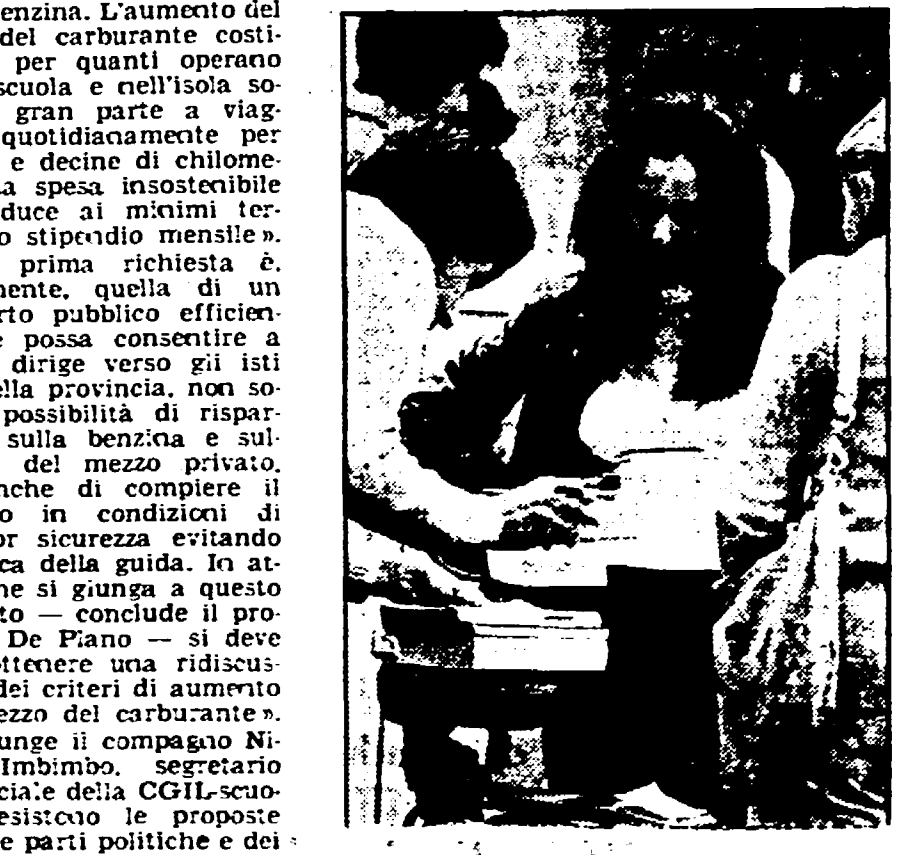 enzina. L'aumento del
del carburante costi-
per quanti operano
scuola e nell'isola so-
gran parte a viag-
quotidianamente per
e decine di chilome-
a spesa insostenibile
duce ai minimi ter-
o stipendio mensile».
prima richiesta è.
mente, quella di un
rto pubblico efficien-
e possa consentire a
dirige verso gli isti
ella provincia, non so-
possibilità di rispar-
sulla benzina e sul-
del mezzo privato.
nche di compiere il
o in condizioni di
or sicurezza evitando
ca della guida. In at-
he si giunga a questo
to — conclude il pro-
De Piano — si deve
ottenere una ridiscus-
dei criteri di aumento
ezzo del carburante».
unge il compagno Ni-
Imbimbo, segretario
ciale della CGIL-scuo-
esistono le proposte
e parti politiche e dei